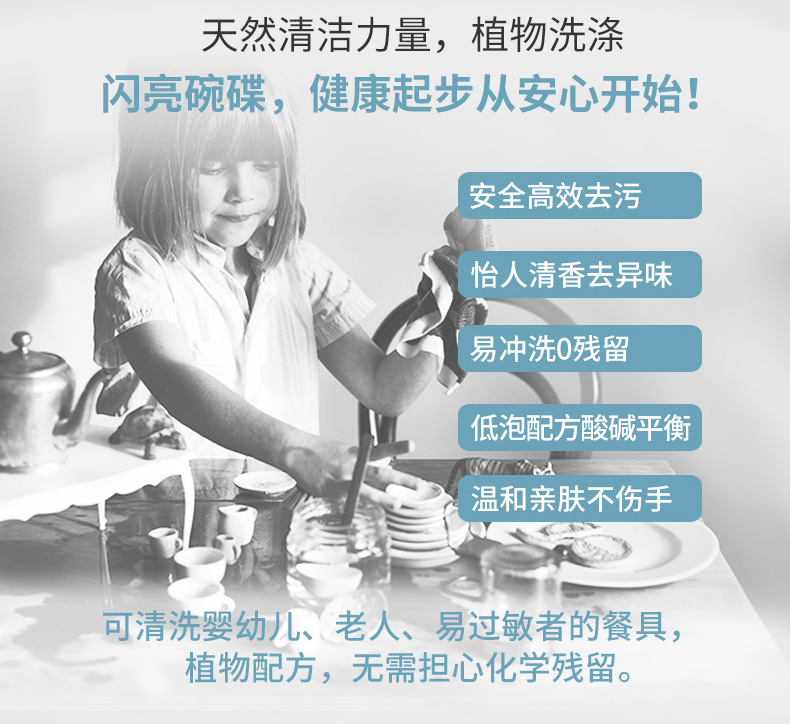 天然清洁力量，植物洗涤
闪亮碗碟，健康起步从安心开始！
安全高效去污
怡人清香去异味
易冲洗0残留
低泡配方酸碱平衡
温和亲肤不伤手
可清洗婴幼儿、老人、易过敏者的餐具，
植物配方，无需担心化学残留。